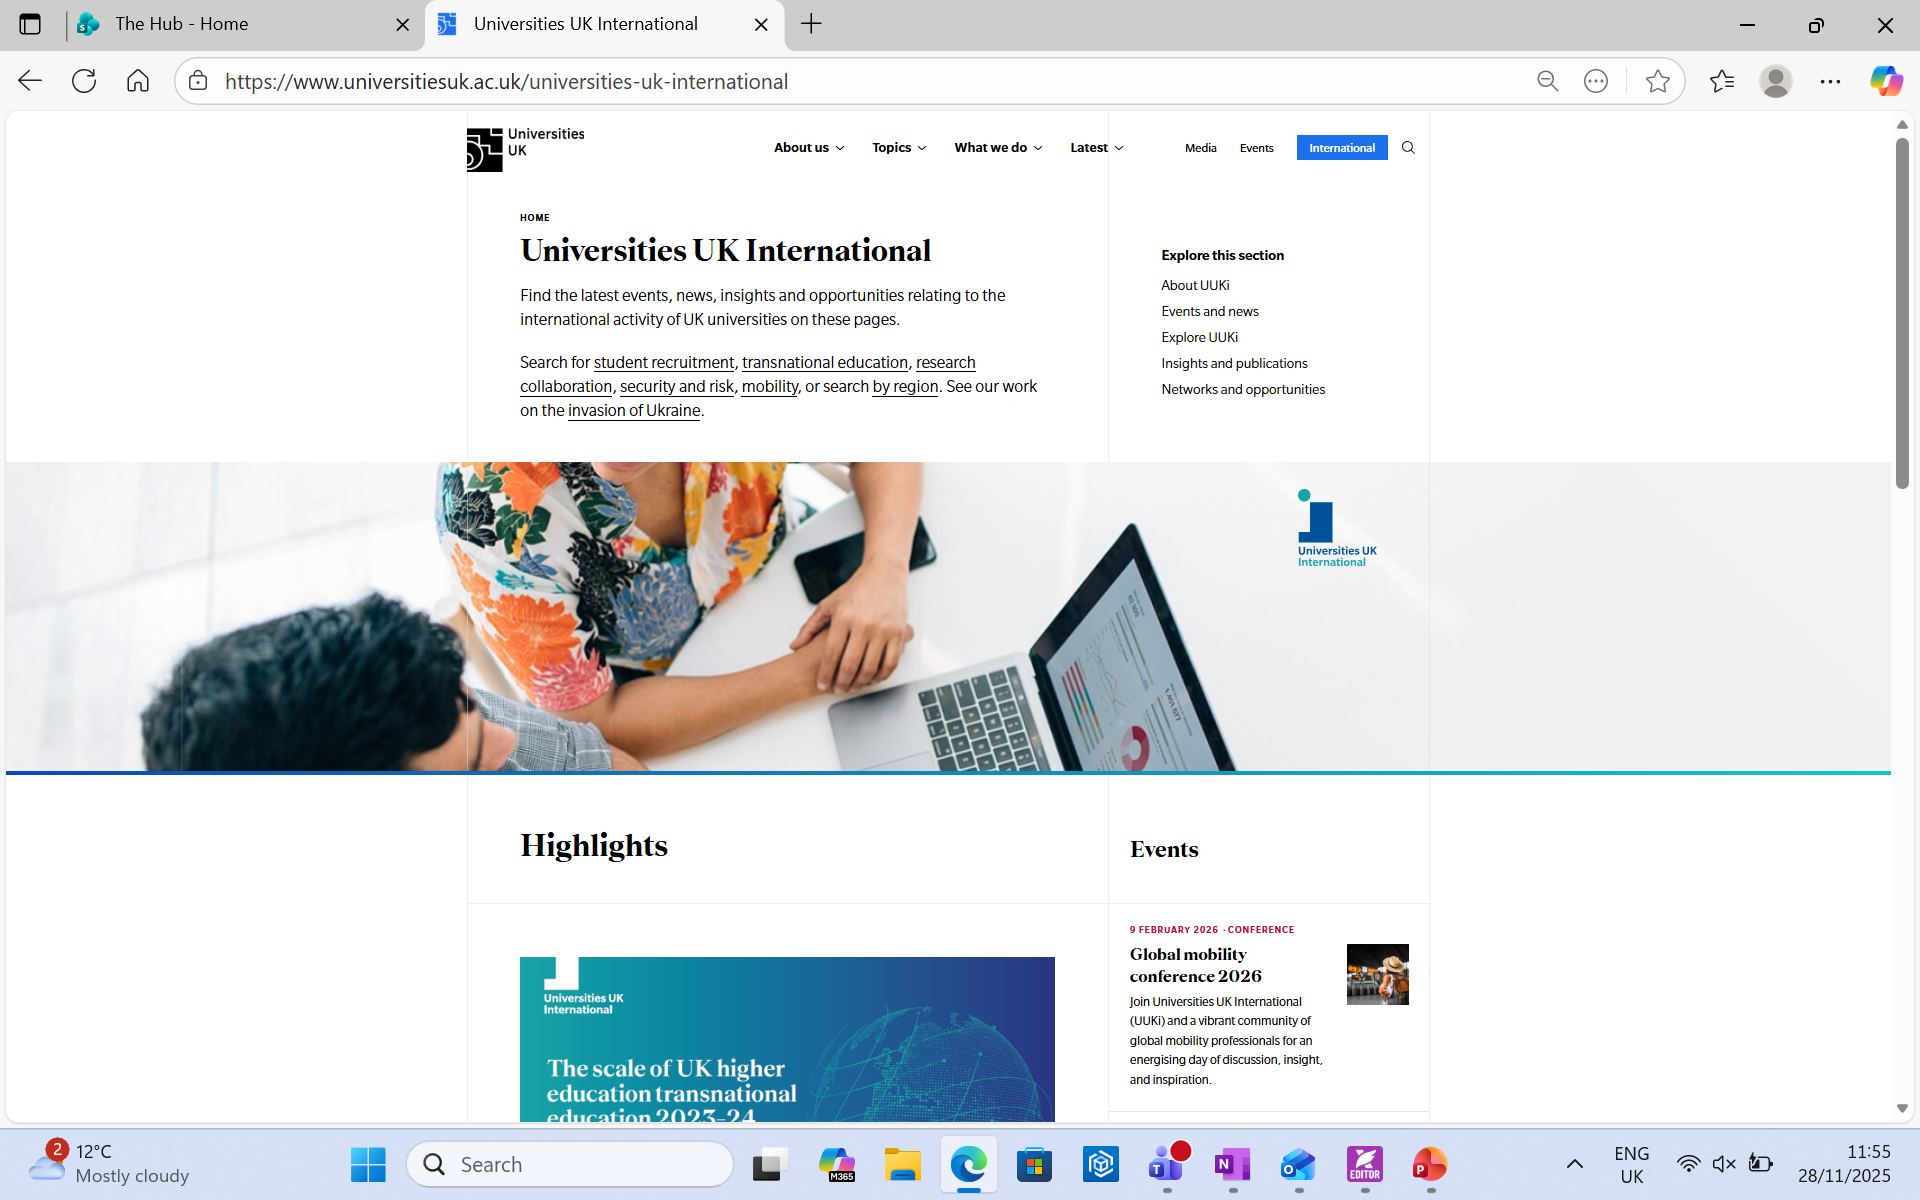 The Hub - Home
Universities UK International
https://www.universitiesuk.ac.uk/universities-uk-international
Universities
UK
About us
Topics
What we do
Latest
Media
Events
International
HOME
Universities UK International
Find the latest events, news, insights and opportunities relating to the
international activity of UK universities on these pages.
Search for student recruitment, transnational education, research
collaboration, security and risk, mobility, or search by region. See our work
on the invasion of Ukraine.
Explore this section
About UUKi
Events and news
Explore UUKi
Insights and publications
Networks and opportunities
Universities UK
International
Highlights
Events
Universities UK
International
The scale of UK higher
education transnational
education 2023-24
9 FEBRUARY 2026 · CONFERENCE
Global mobility
conference 2026
Join Universities UK International
(UUKi) and a vibrant community of
global mobility professionals for an
energising day of discussion, insight,
and inspiration.
2
12°C
Mostly cloudy
Search
M365
EDITOR
ENG
UK
11:55
28/11/2025